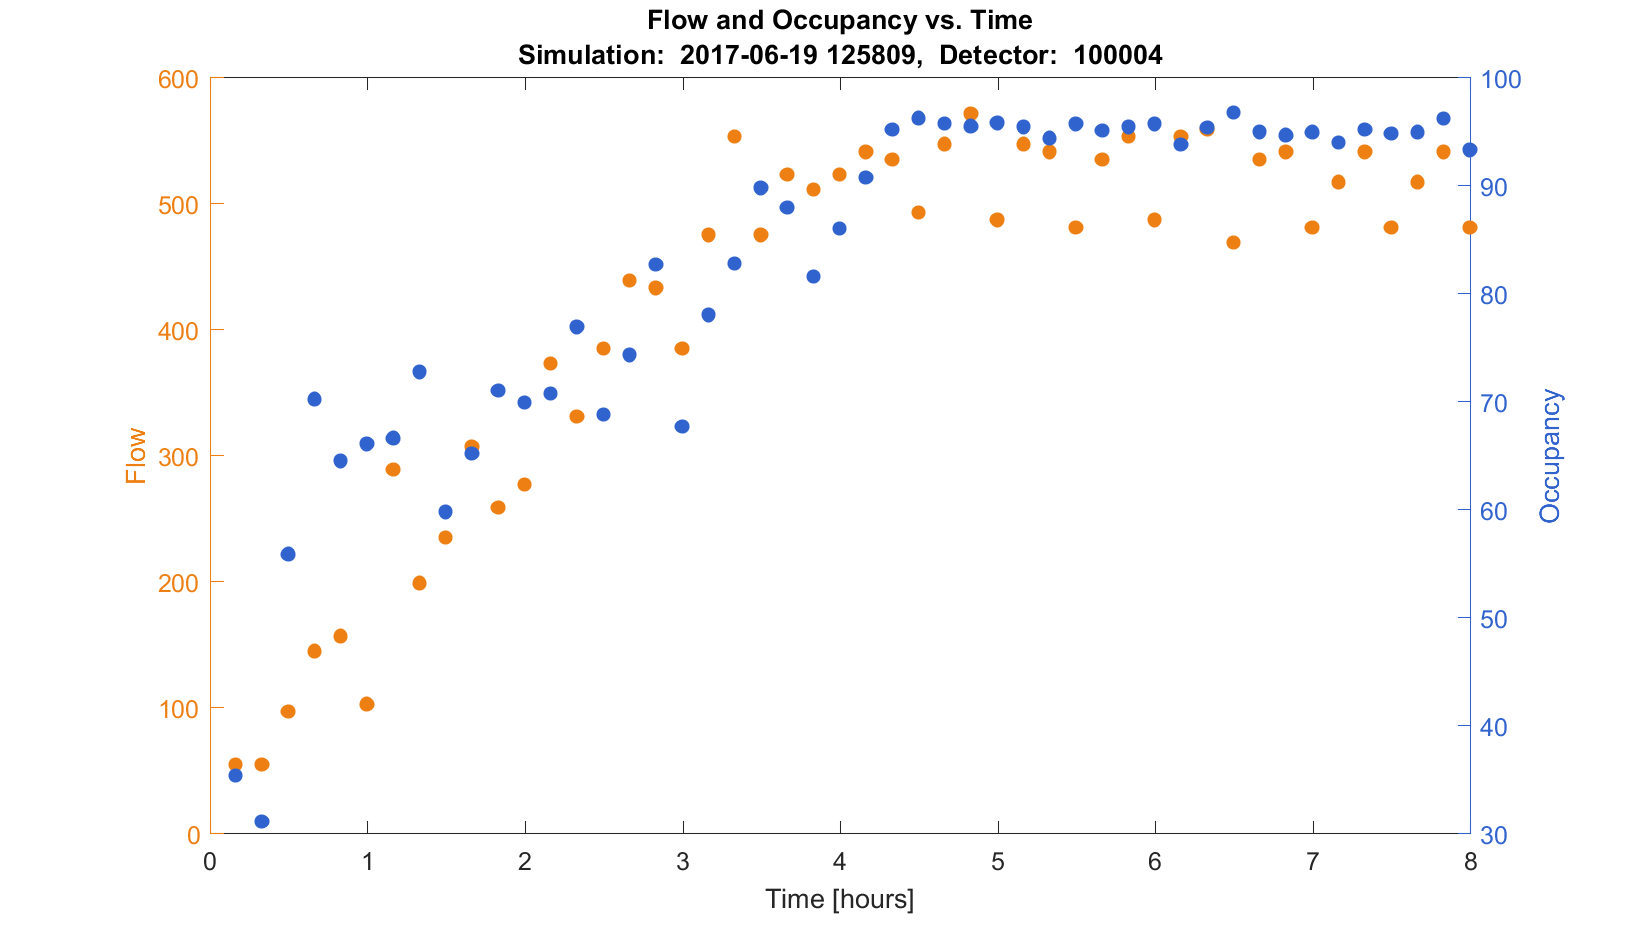 Flow and Occupancy vs. Time
Simulation:  2017-06-19 125809,  Detector:  100004
600
500
400
300
200
100
0
Flow
100
90
80
70
60
50
40
30
Occupancy
0 1 2 3 4 5 6 7 8
Time [hours]